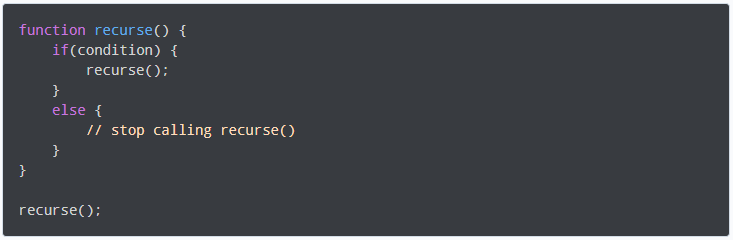 function recurse() {
    if(condition) {
        recurse();
    }
    else {
        // stop calling recurse()
    }
}

recurse();